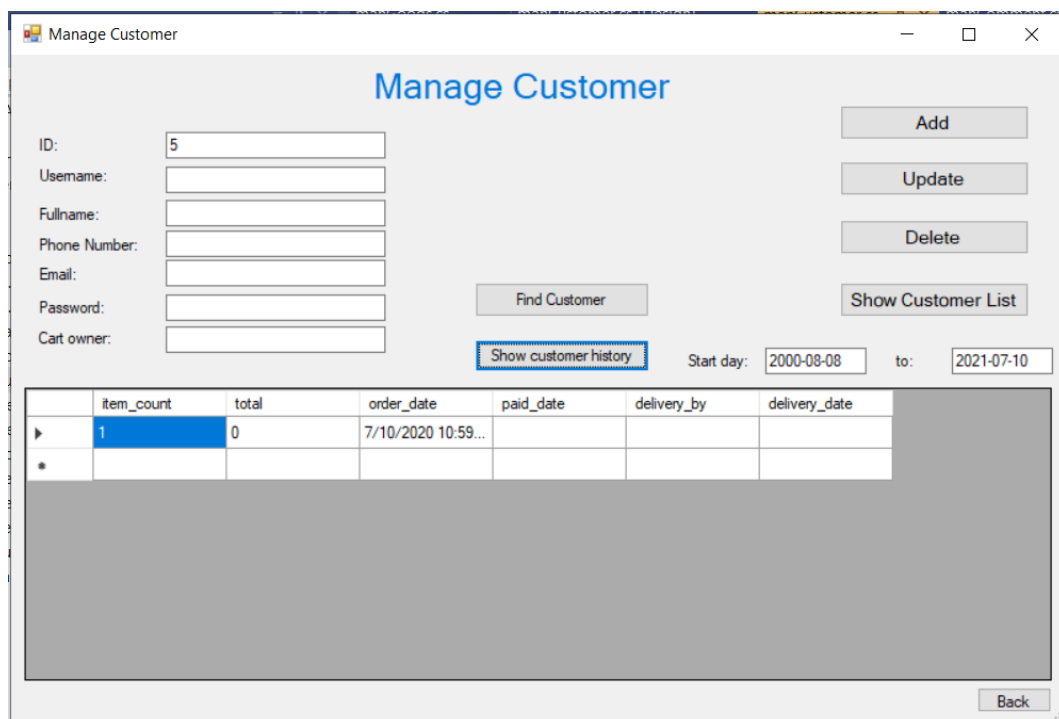 Manage Customer
Manage Customer
Add
ID: 5
Username:
Update
Fullname:
Phone Number:
Delete
Email:
Find Customer
Show Customer List
Password:
Cart owner:
Show customer history Start day: 2000-08-08 to: 2021-07-10
item_count total order_date paid_date delivery_by delivery_date
1 0 7/10/2020 10:59...
Back